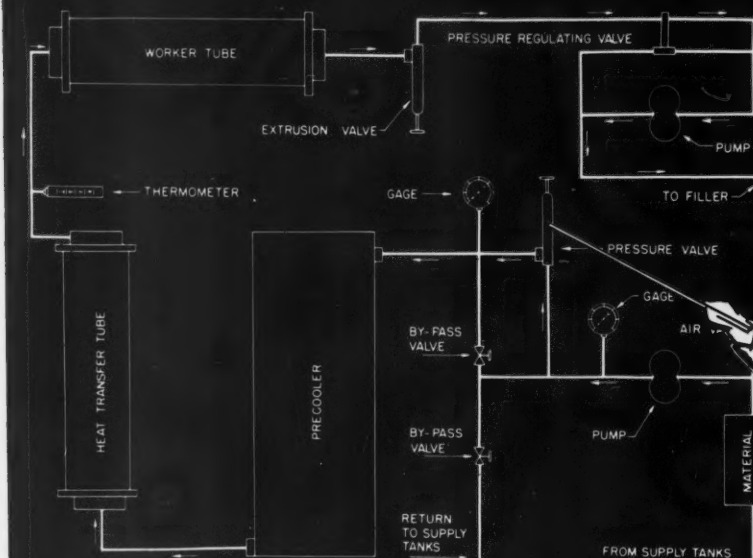 WORKER TUBE
PRESSURE REGULATING VALVE
EXTRUSION VALVE
PUMP
THERMOMETER
GAGE
TO FILLER
PRESSURE VALVE
GAGE
AIR
BY-PASS
VALVE
HEAT TRANSFER TUBE
PRECOOLER
PUMP
BY-PASS
VALVE
MATERIAL
RETURN
TO SUPPLY
TANKS
FROM SUPPLY TANKS